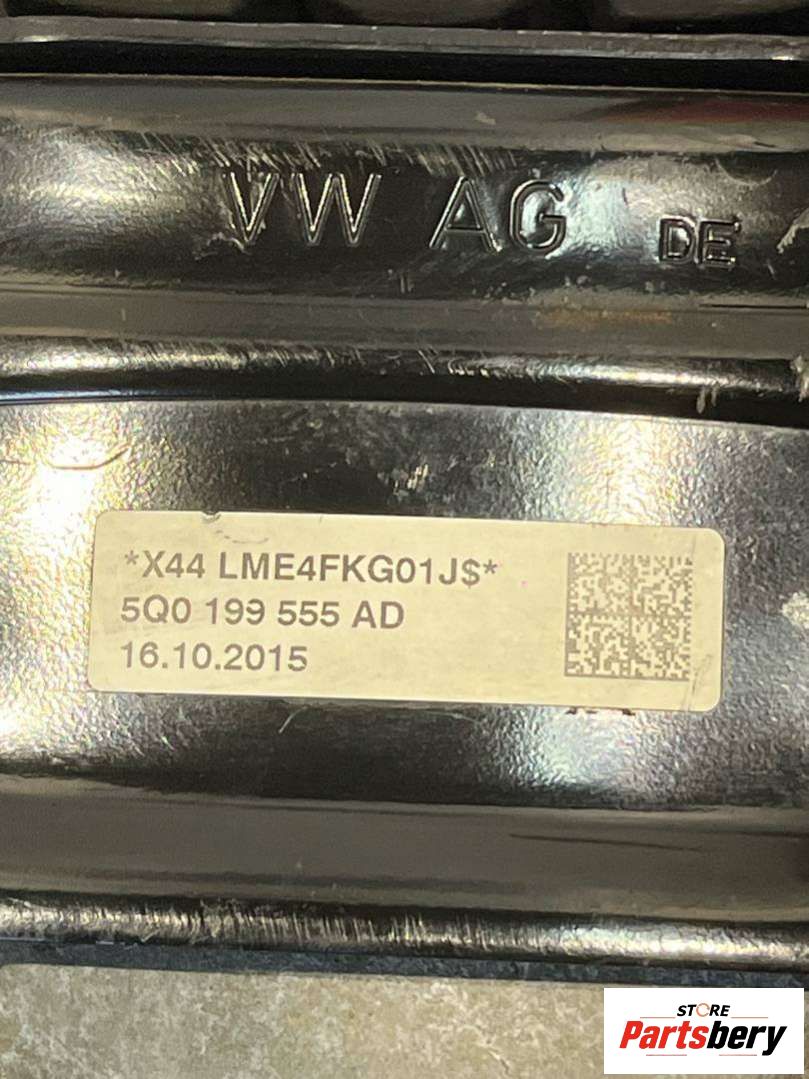 VW AG DE
*X44 LME4FKG01J$*
5Q0 199 555 AD
16.10.2015
STORE
Partsbery